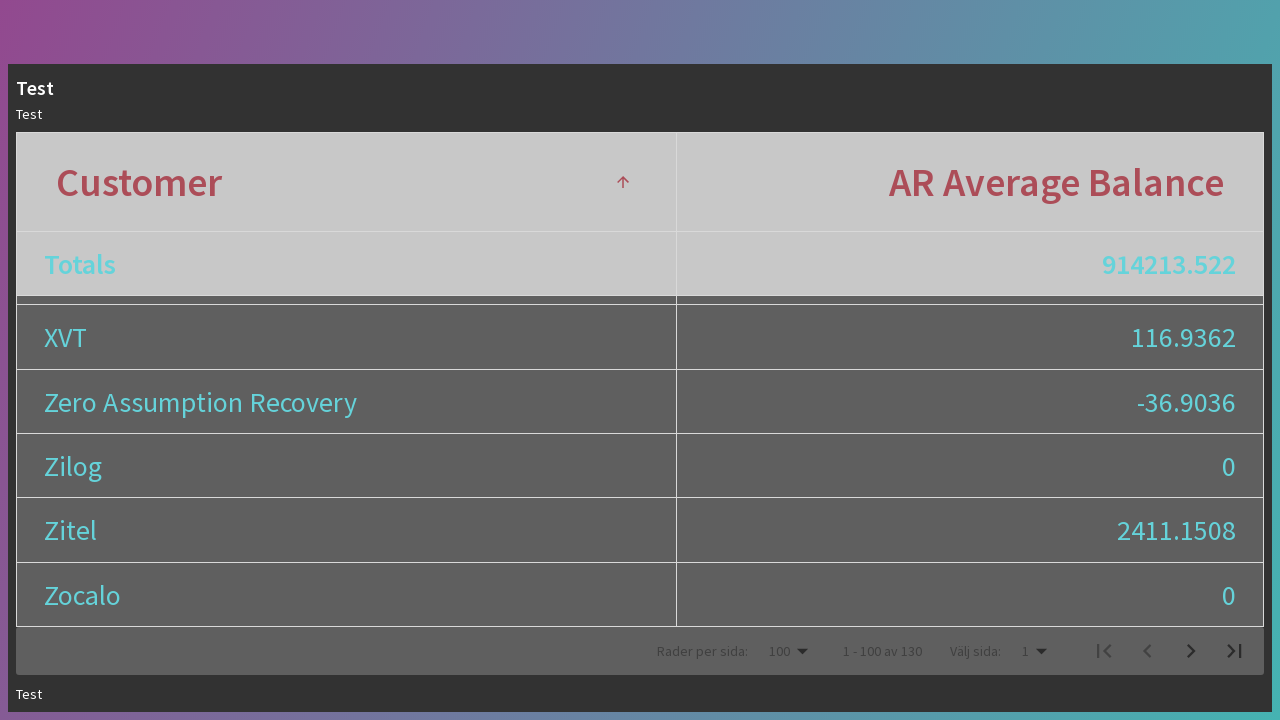 Test
Test
Customer AR Average Balance
Totals 914213.522
XVT 116.9362
Zero Assumption Recovery -36.9036
Zilog 0
Zitel 2411.1508
Zocalo 0
Rader per sida: 100 1 - 100 av 130 Välj sida: 1
Test